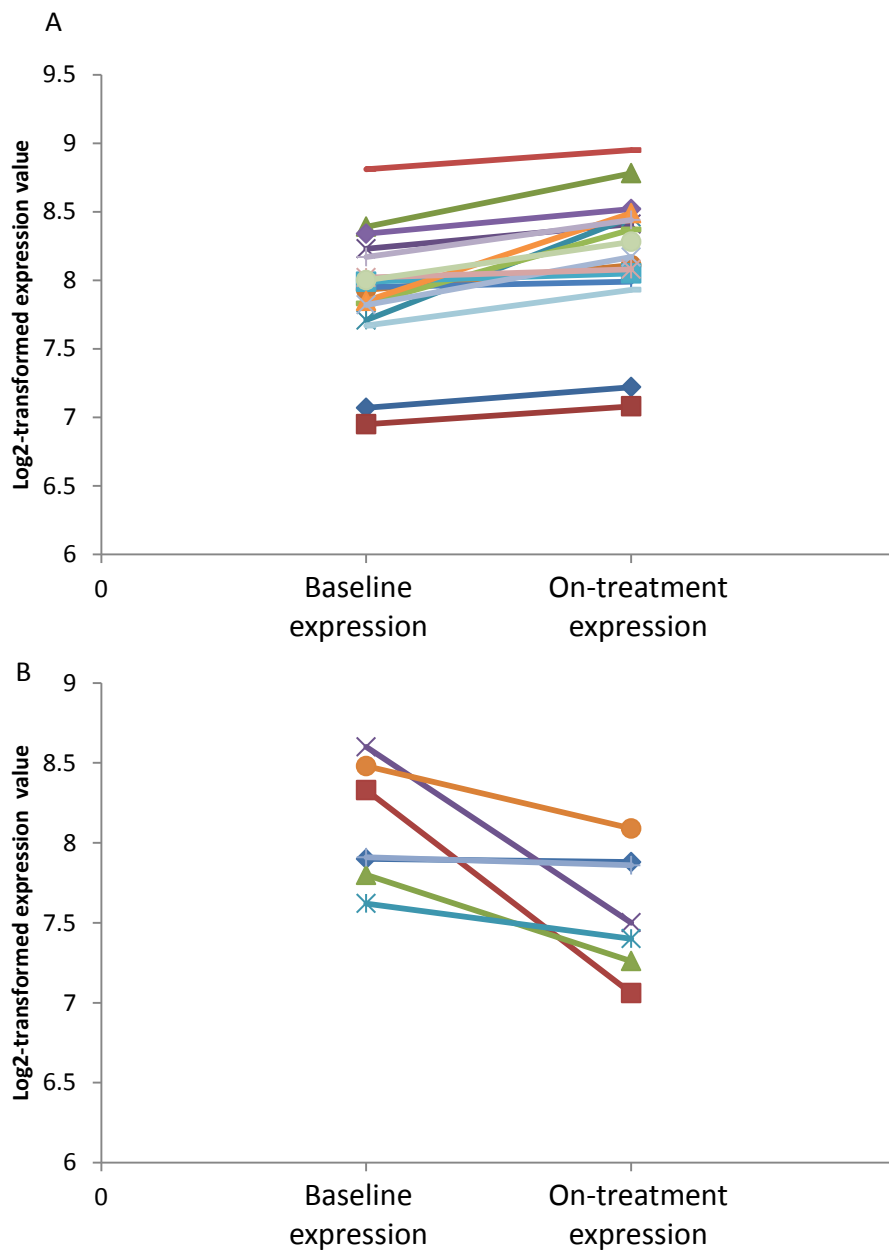 A
Log2-transformed expression value
9.5
9
8.5
8
7.5
7
6.5
6
0
Baseline
expression
On-treatment
expression
B
Log2-transformed expression value
9
8.5
8
7.5
7
6.5
6
0
Baseline
expression
On-treatment
expression